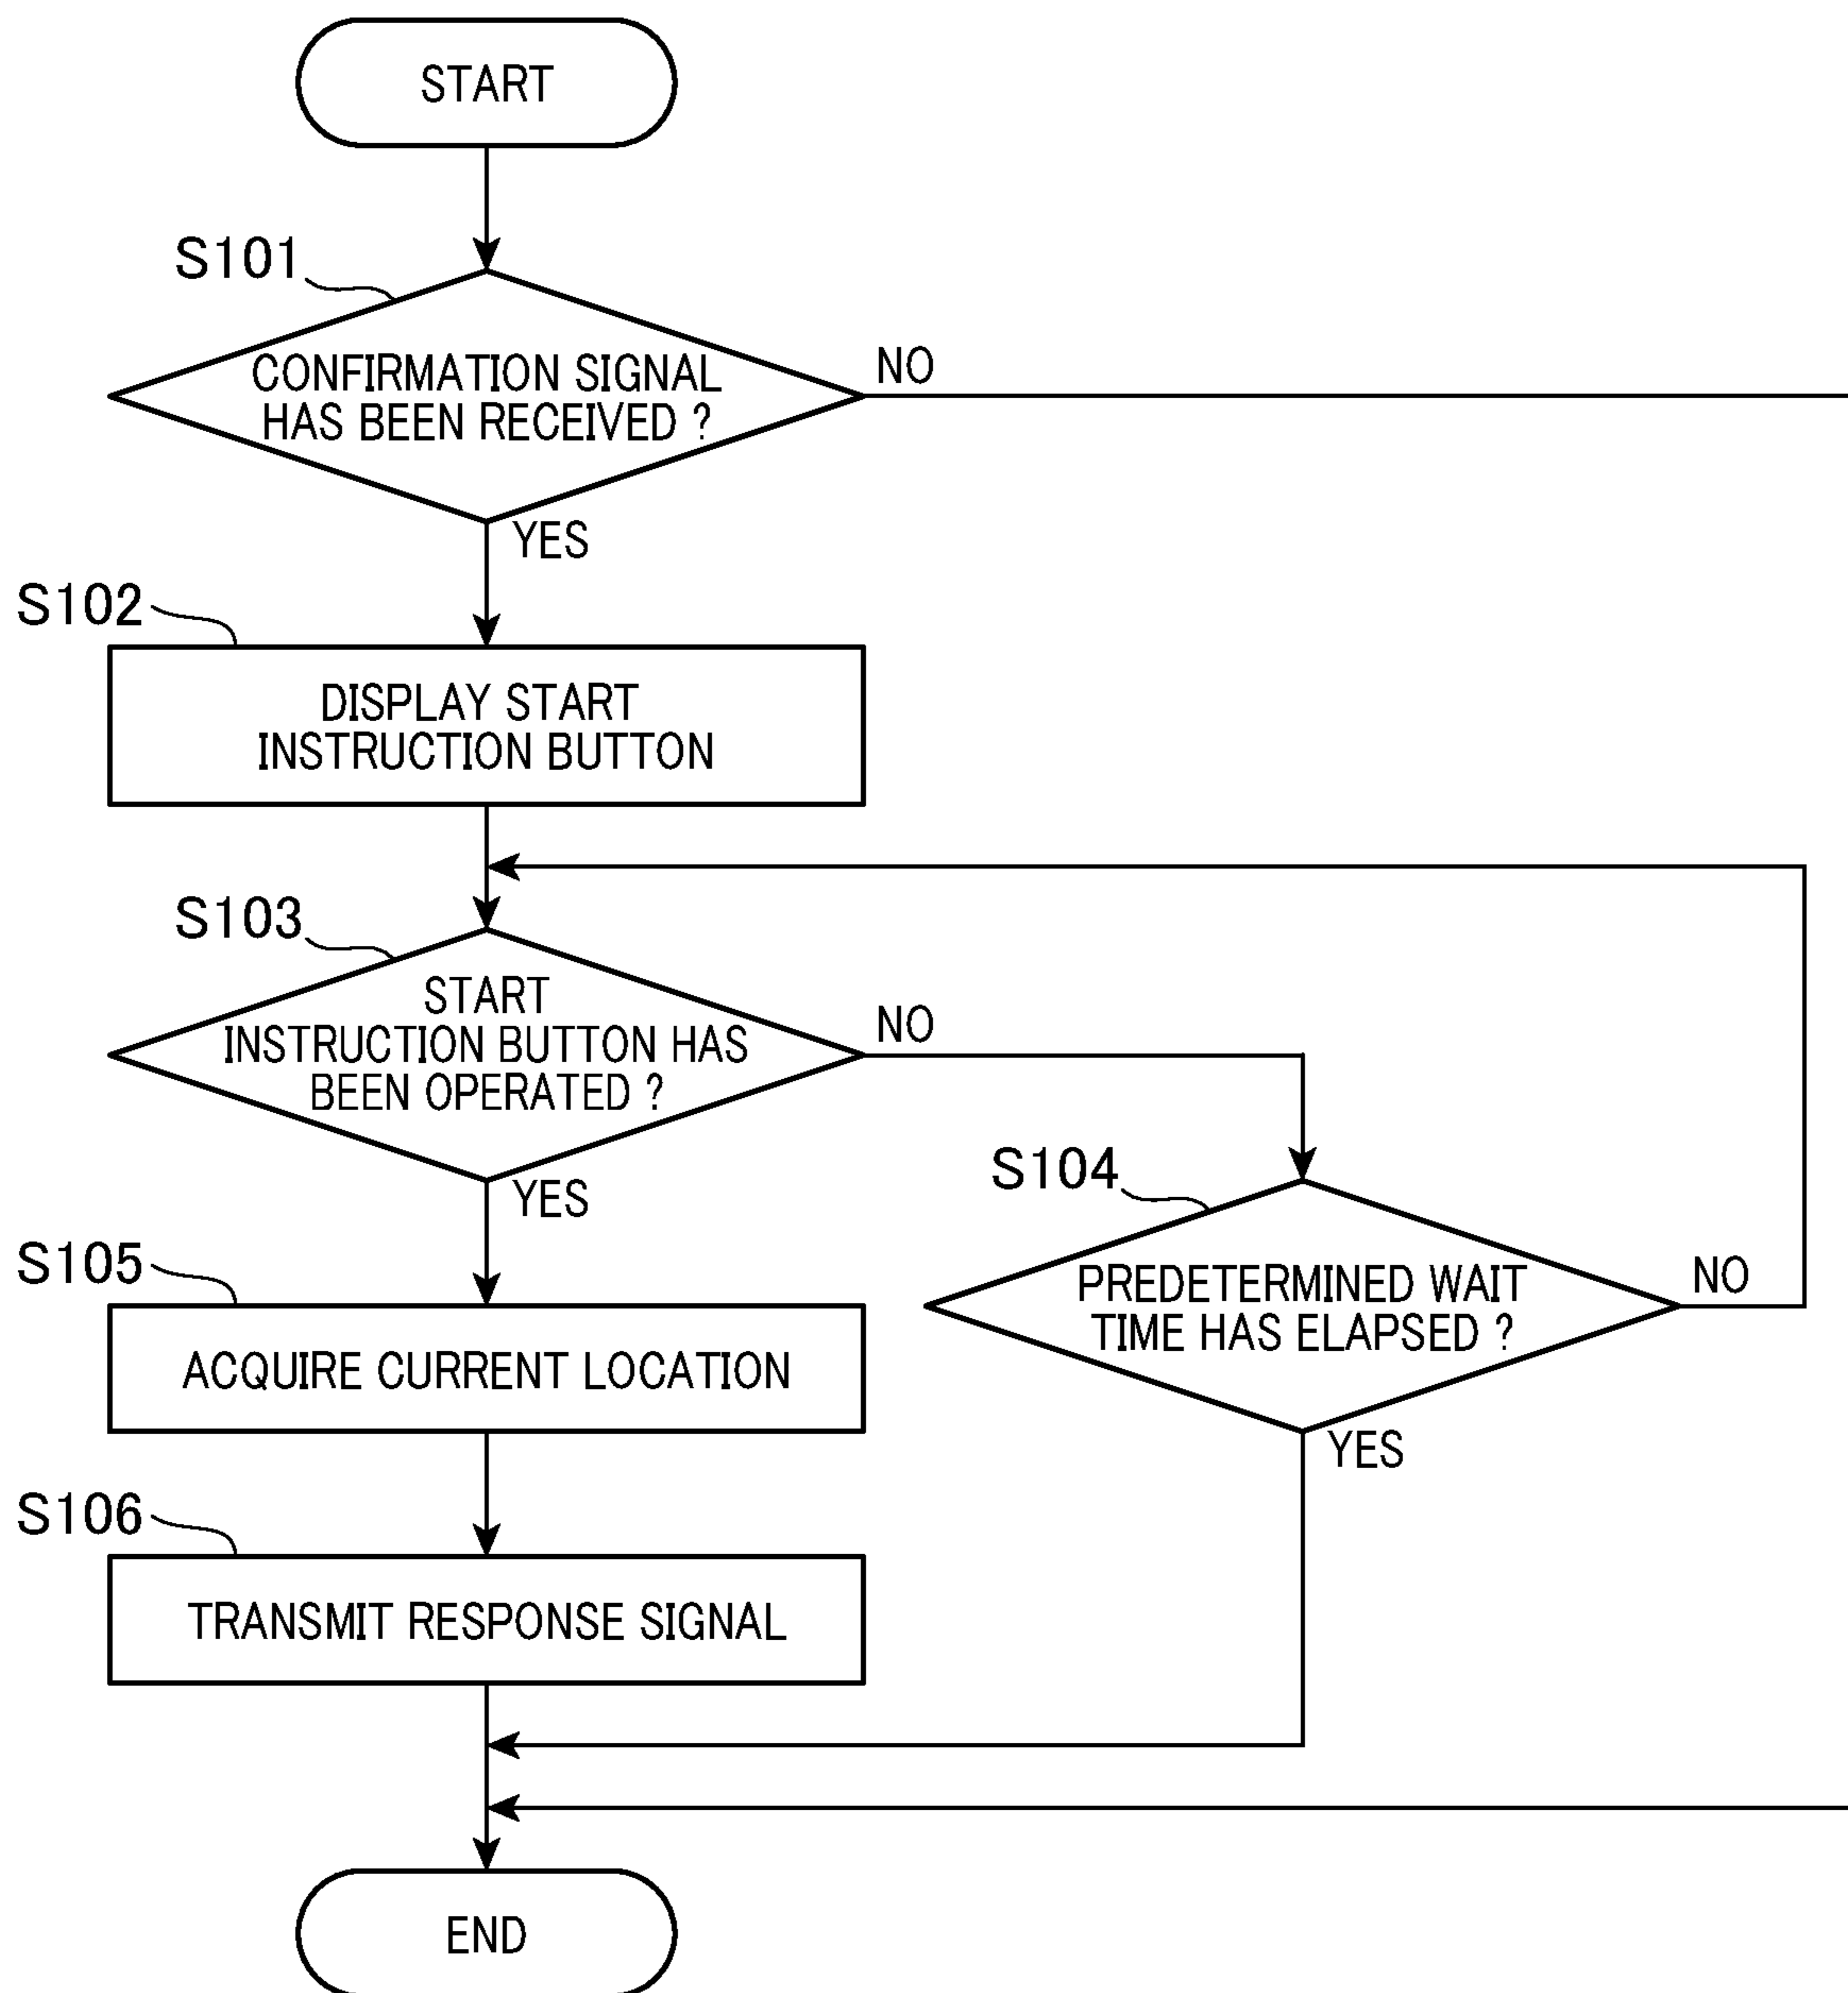 START
S101
CONFIRMATION SIGNAL
HAS BEEN RECEIVED ?
NO
YES
S102
DISPLAY START
INSTRUCTION BUTTON
S103
START
INSTRUCTION BUTTON HAS
BEEN OPERATED ?
NO
YES
S104
PREDETERMINED WAIT
TIME HAS ELAPSED ?
NO
YES
S105
ACQUIRE CURRENT LOCATION
S106
TRANSMIT RESPONSE SIGNAL
END